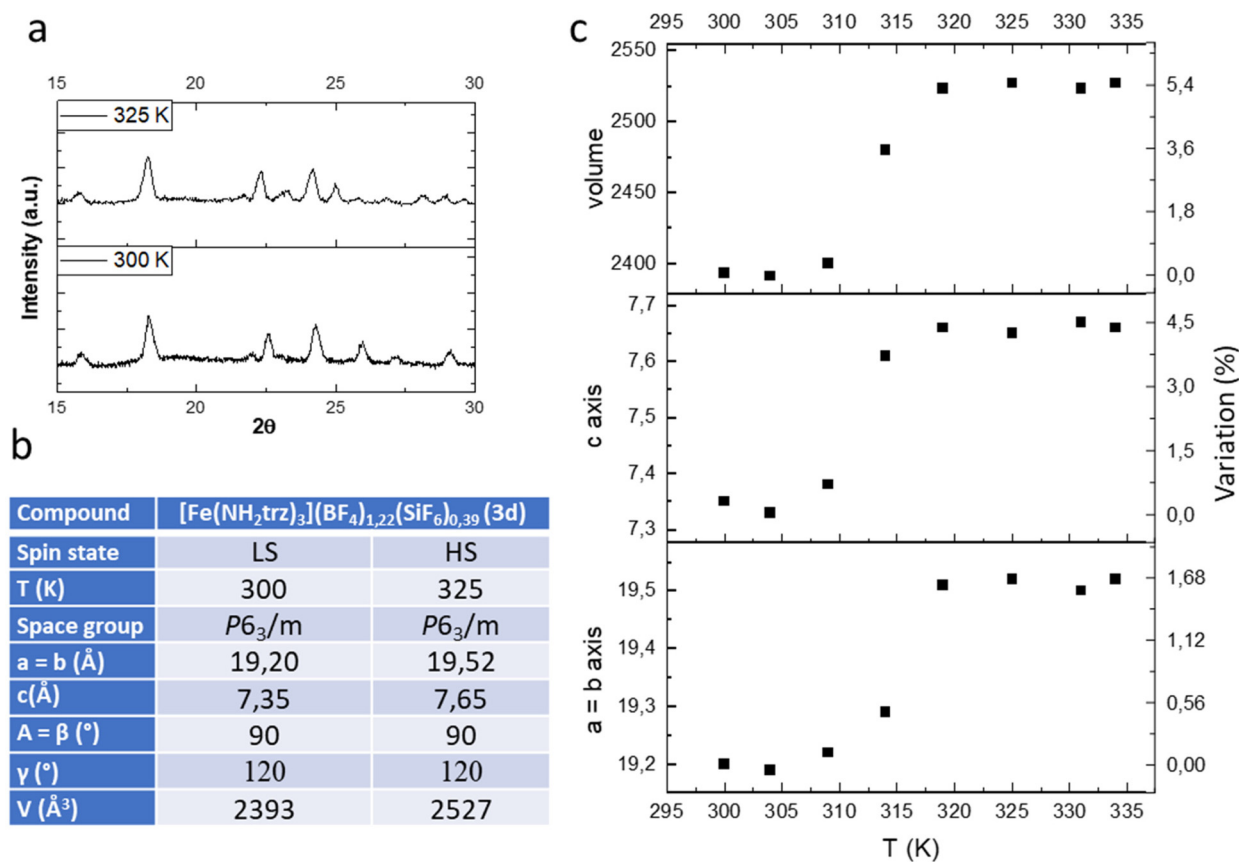 a
15 20 25 30
325 K
300 K
Intensity (a.u.)
15 20 25 30
2θ
b
Compound [Fe(NH₂trz)₃](BF₄)₁,₂₂(SiF₆)₀,₃₉ (3d)
Spin state LS HS
T (K) 300 325
Space group P6₃/m P6₃/m
a = b (Å) 19,20 19,52
c(Å) 7,35 7,65
A = β (°) 90 90
γ (°) 120 120
V (Å³) 2393 2527
c
295 300 305 310 315 320 325 330 335
2550
2500
2450
2400
volume
5,4
3,6
1,8
0,0
7,7
7,6
7,5
7,4
7,3
c axis
4,5
3,0
1,5
0,0
Variation (%)
19,5
19,4
19,3
19,2
a = b axis
1,68
1,12
0,56
0,00
295 300 305 310 315 320 325 330 335
T (K)